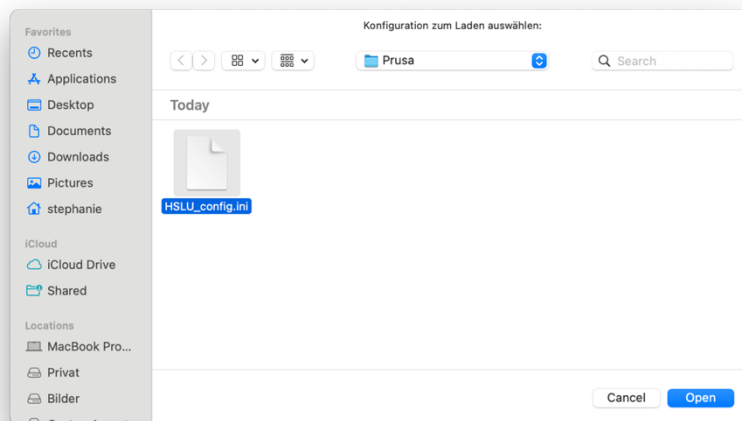 Konfiguration zum Laden auswählen:
Favorites
Recents
Applications
Desktop
Documents
Downloads
Pictures
stephanie
iCloud
iCloud Drive
Shared
Locations
MacBook Pro...
Privat
Bilder
Prusa
Search
Today
HSLU_config.ini
Cancel
Open